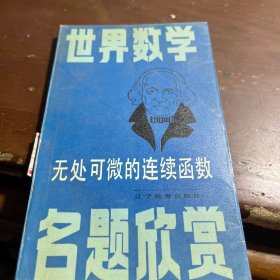 世界数学
无处可微的连续函数
辽宁教育出版社
名题欣赏